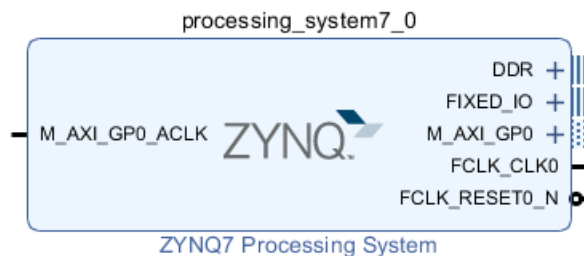 processing_system7_0
DDR
FIXED_IO
M_AXI_GP0_ACLK
ZYNQ
M_AXI_GP0
FCLK_CLK0
FCLK_RESET0_N
ZYNQ7 Processing System